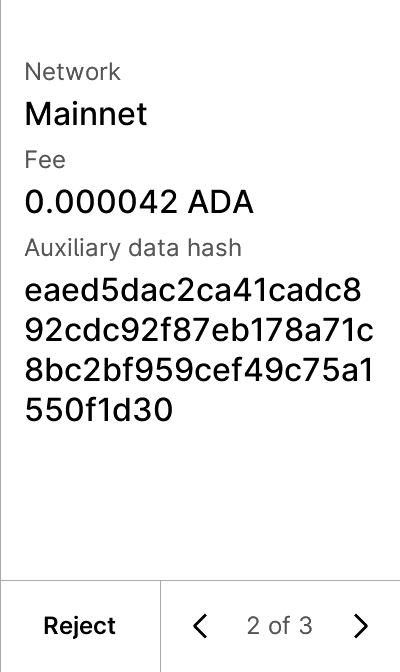 Network
Mainnet
Fee
0.000042 ADA
Auxiliary data hash
eaed5dac2ca41cadc8
92cdc92f87eb178a71c
8bc2bf959cef49c75a1
550f1d30
Reject
2 of 3